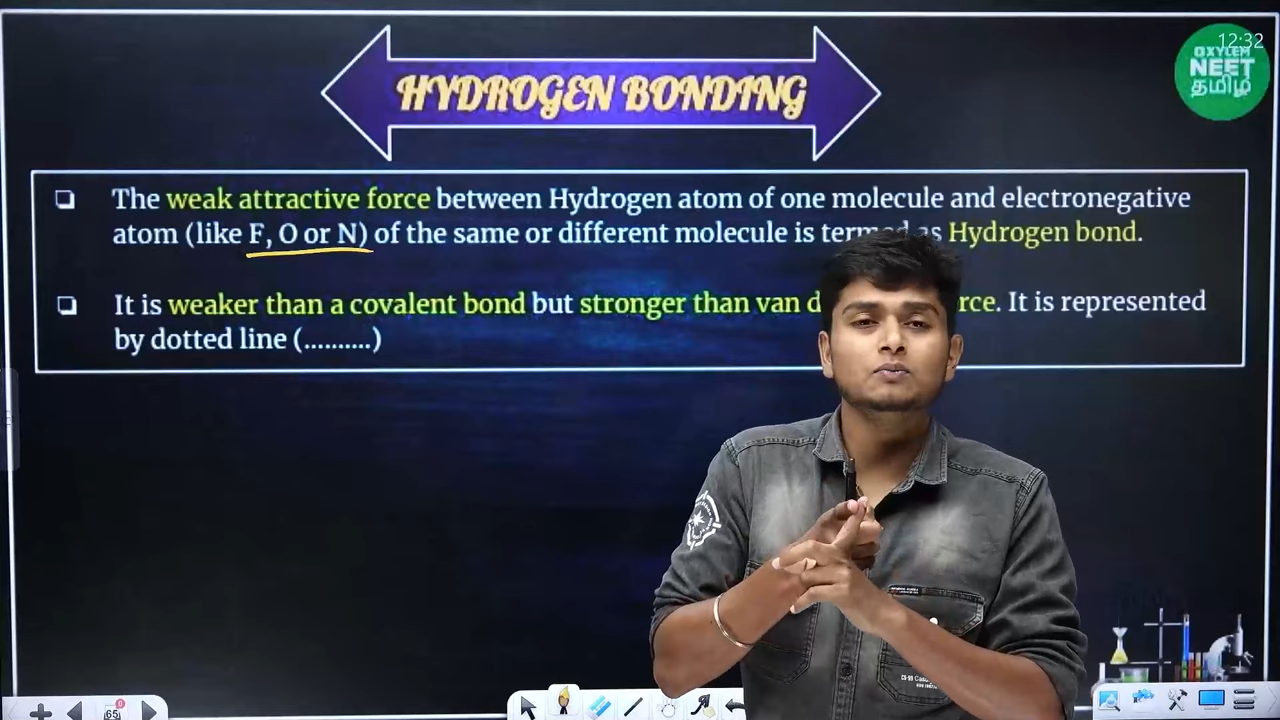 12:32
OXYLEM
NEET
தமிழ்
HYDROGEN BONDING
The weak attractive force between Hydrogen atom of one molecule and electronegative
atom (like F, O or N) of the same or different molecule is termed as Hydrogen bond.
It is weaker than a covalent bond but stronger than van d rce. It is represented
by dotted line (..........)
65